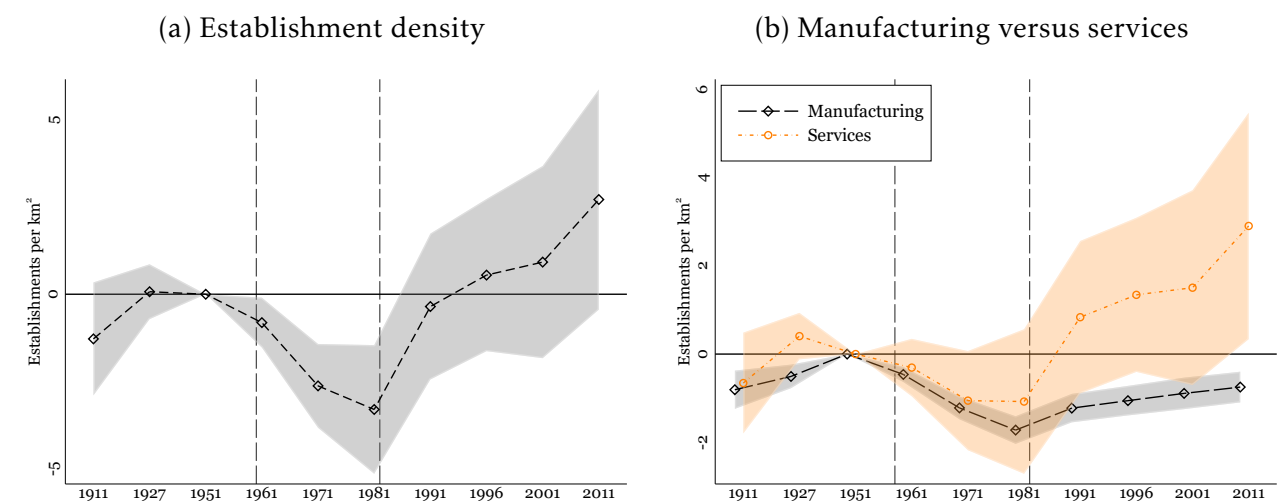 (a) Establishment density
Establishments per km²
5
0
-5
1911 1927 1951 1961 1971 1981 1991 1996 2001 2011
(b) Manufacturing versus services
Establishments per km²
6
4
2
0
-2
Manufacturing
Services
1911 1927 1951 1961 1971 1981 1991 1996 2001 2011